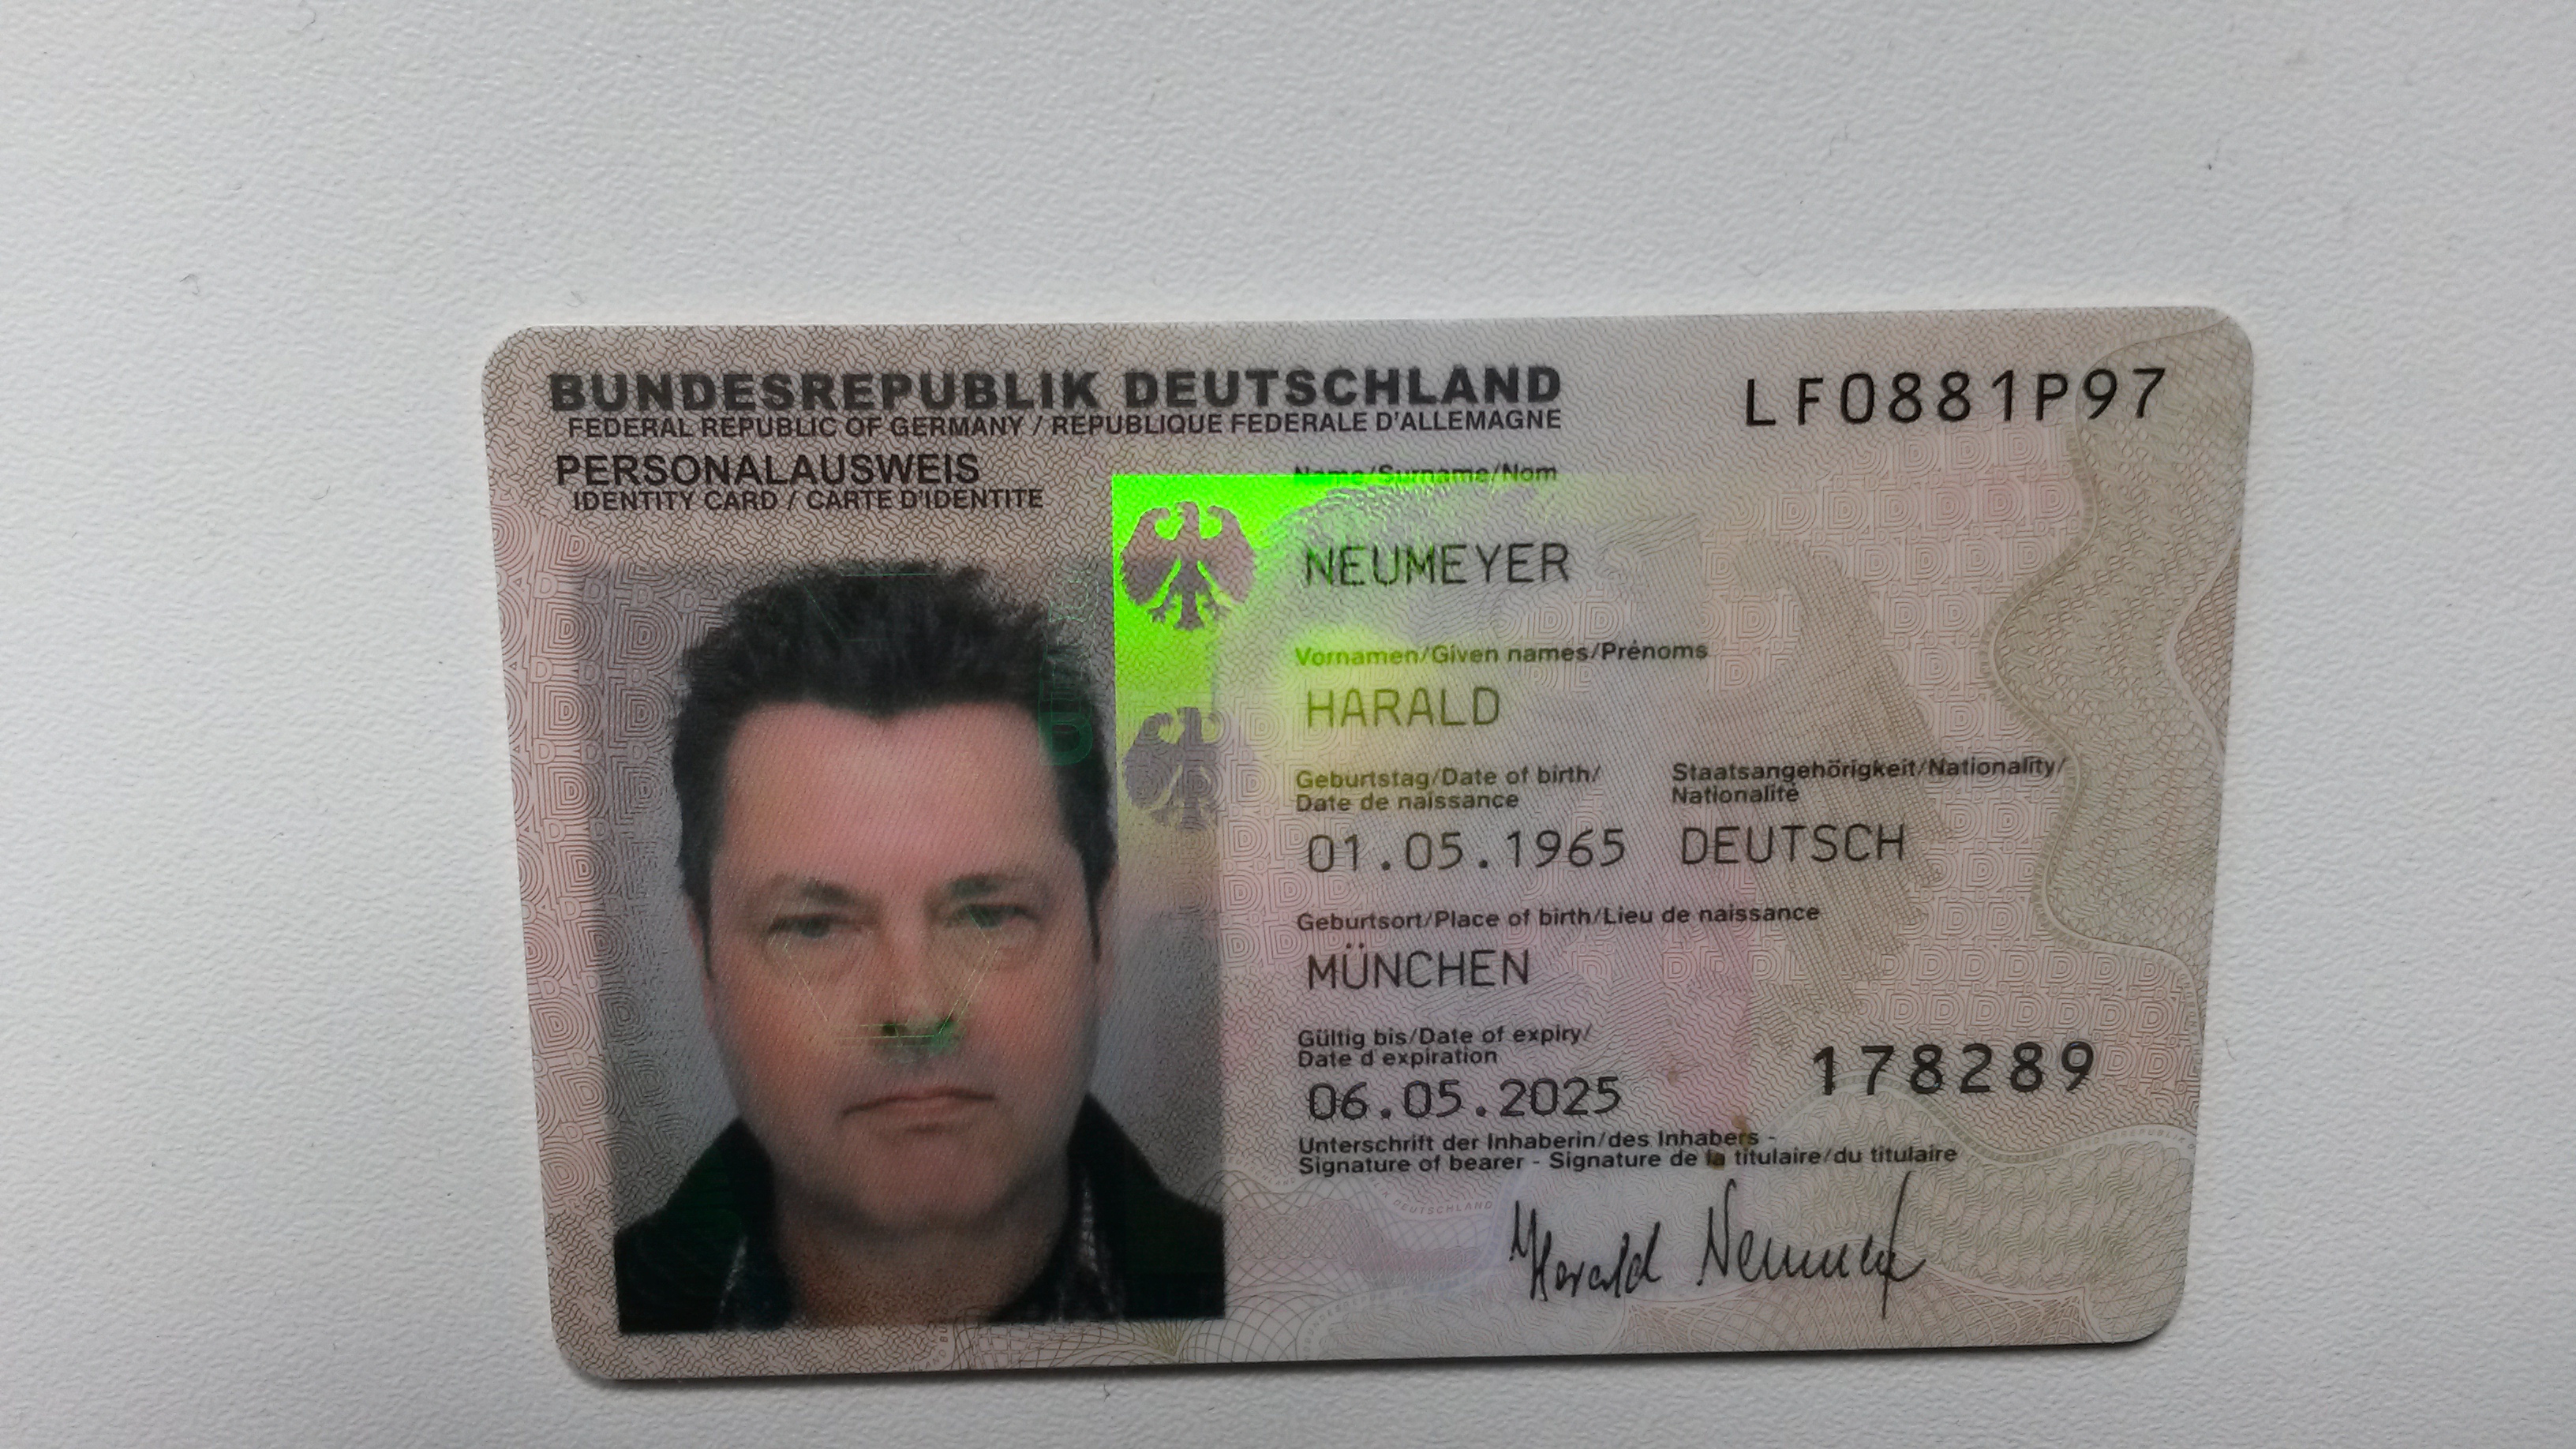 BUNDESREPUBLIK DEUTSCHLAND
FEDERAL REPUBLIC OF GERMANY / REPUBLIQUE FEDERALE D'ALLEMAGNE
PERSONALAUSWEIS
IDENTITY CARD / CARTE D'IDENTITE
LF0881P97
Name/Surname/Nom
NEUMEYER
Vornamen/Given names/Prénoms
HARALD
Geburtstag/Date of birth/
Date de naissance
01.05.1965
Staatsangehörigkeit/Nationality/
Nationalité
DEUTSCH
Geburtsort/Place of birth/Lieu de naissance
MÜNCHEN
Gültig bis/Date of expiry/
Date d expiration
06.05.2025
178289
Unterschrift der Inhaberin/des Inhabers -
Signature of bearer - Signature de la titulaire/du titulaire
Harald